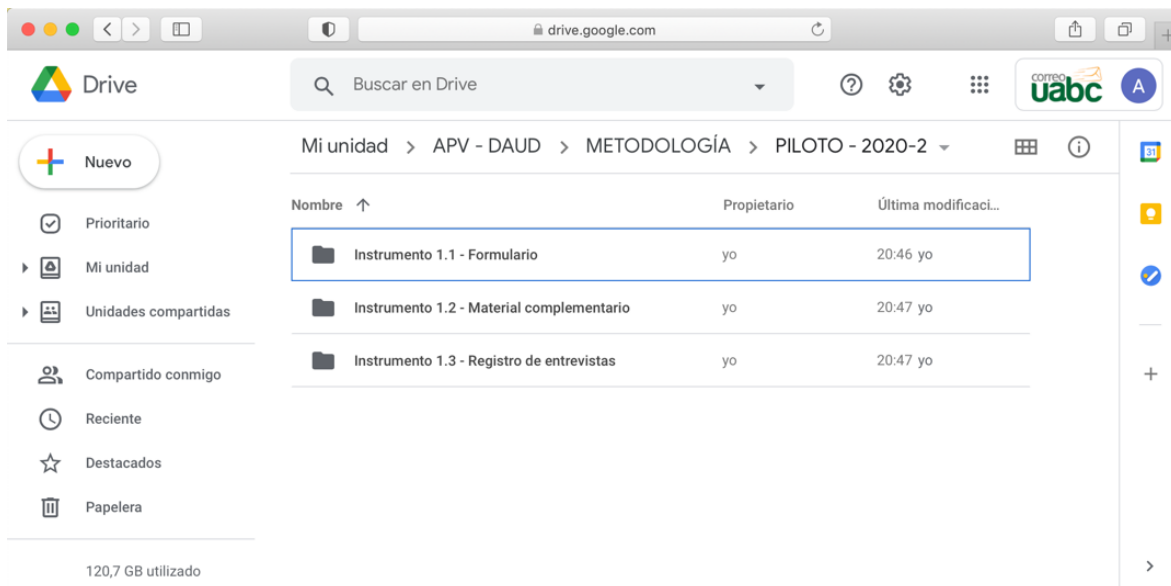 drive.google.com
Drive
Buscar en Drive
correo
uabc
A
Nuevo
Mi unidad > APV - DAUD > METODOLOGÍA > PILOTO - 2020-2
31
Nombre Propietario Última modificaci...
Prioritario
Instrumento 1.1 - Formulario yo 20:46 yo
Mi unidad
Instrumento 1.2 - Material complementario yo 20:47 yo
Unidades compartidas
Instrumento 1.3 - Registro de entrevistas yo 20:47 yo
Compartido conmigo
Reciente
Destacados
Papelera
120,7 GB utilizado